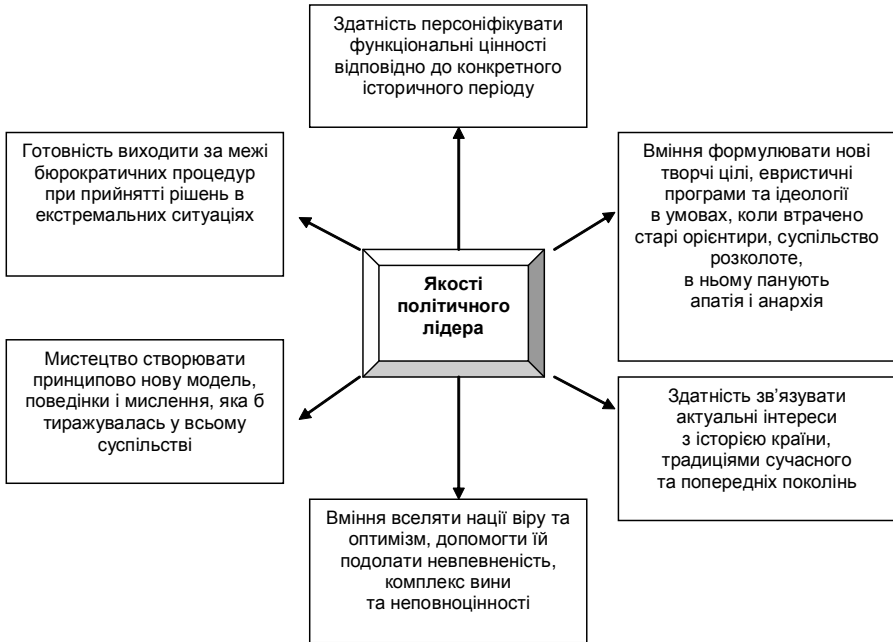 Здатність персоніфікувати
функціональні цінності
відповідно до конкретного
історичного періоду
Готовність виходити за межі
бюрократичних процедур
при прийнятті рішень в
екстремальних ситуаціях
Вміння формулювати нові
творчі цілі, евристичні
програми та ідеології
в умовах, коли втрачено
старі орієнтири, суспільство
розколоте,
в ньому панують
апатія і анархія
Якості
політичного
лідера
Мистецтво створювати
принципово нову модель,
поведінки і мислення, яка б
тиражувалась у всьому
суспільстві
Здатність зв’язувати
актуальні інтереси
з історією країни,
традиціями сучасного
та попередніх поколінь
Вміння вселяти нації віру та
оптимізм, допомогти їй
подолати невпевненість,
комплекс вини
та неповноцінності